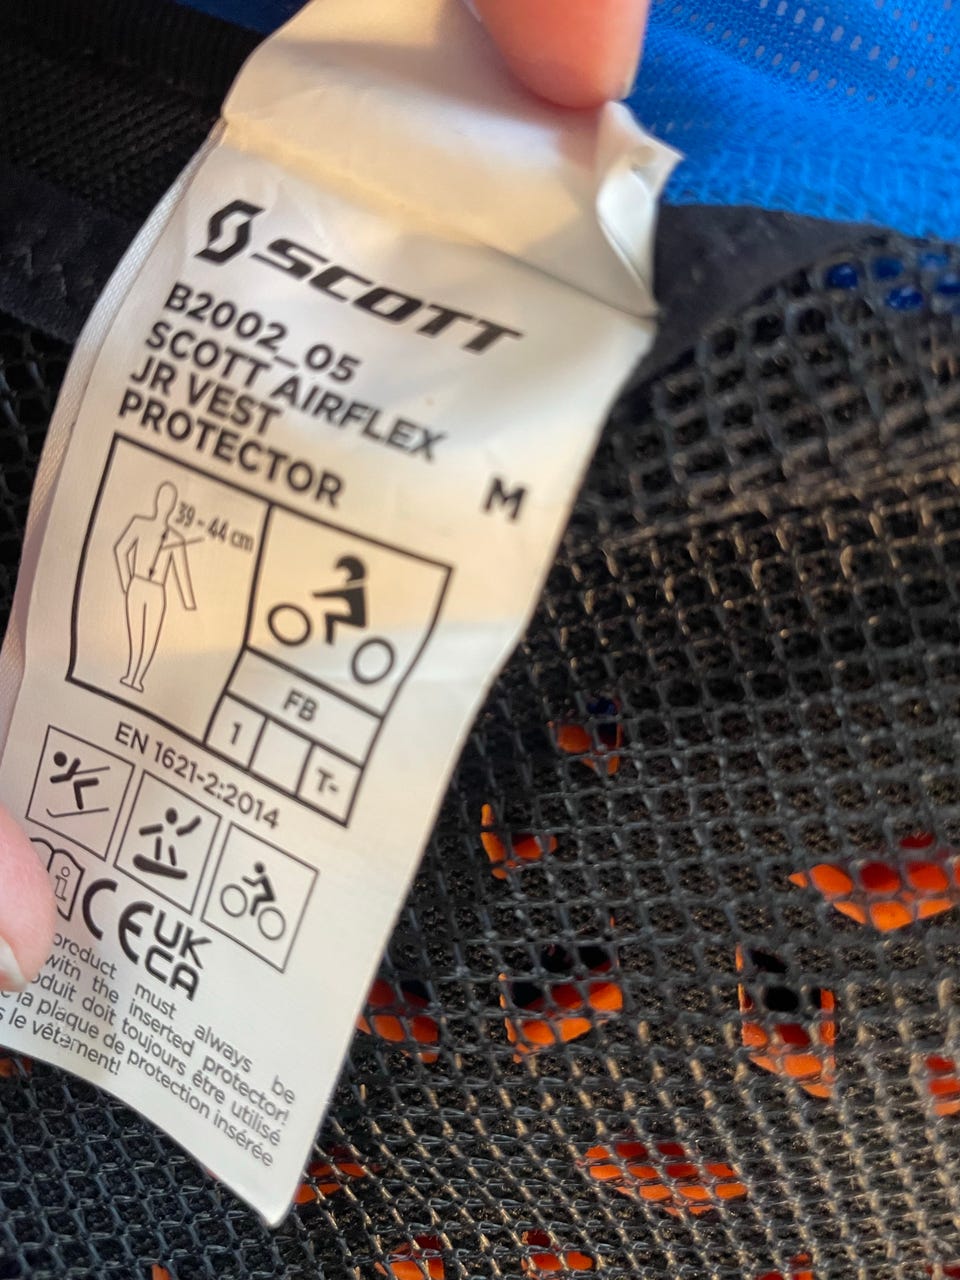 SCOTT
B2002_05
SCOTT AIRFLEX
JR VEST
PROTECTOR
M
39 - 44 cm
FB
1
T-
EN 1621-2:2014
i
CE
UK
CA
product must always be
with the inserted protector!
doit toujours être utilisé
la plaque de protection insérée
le vêtement!